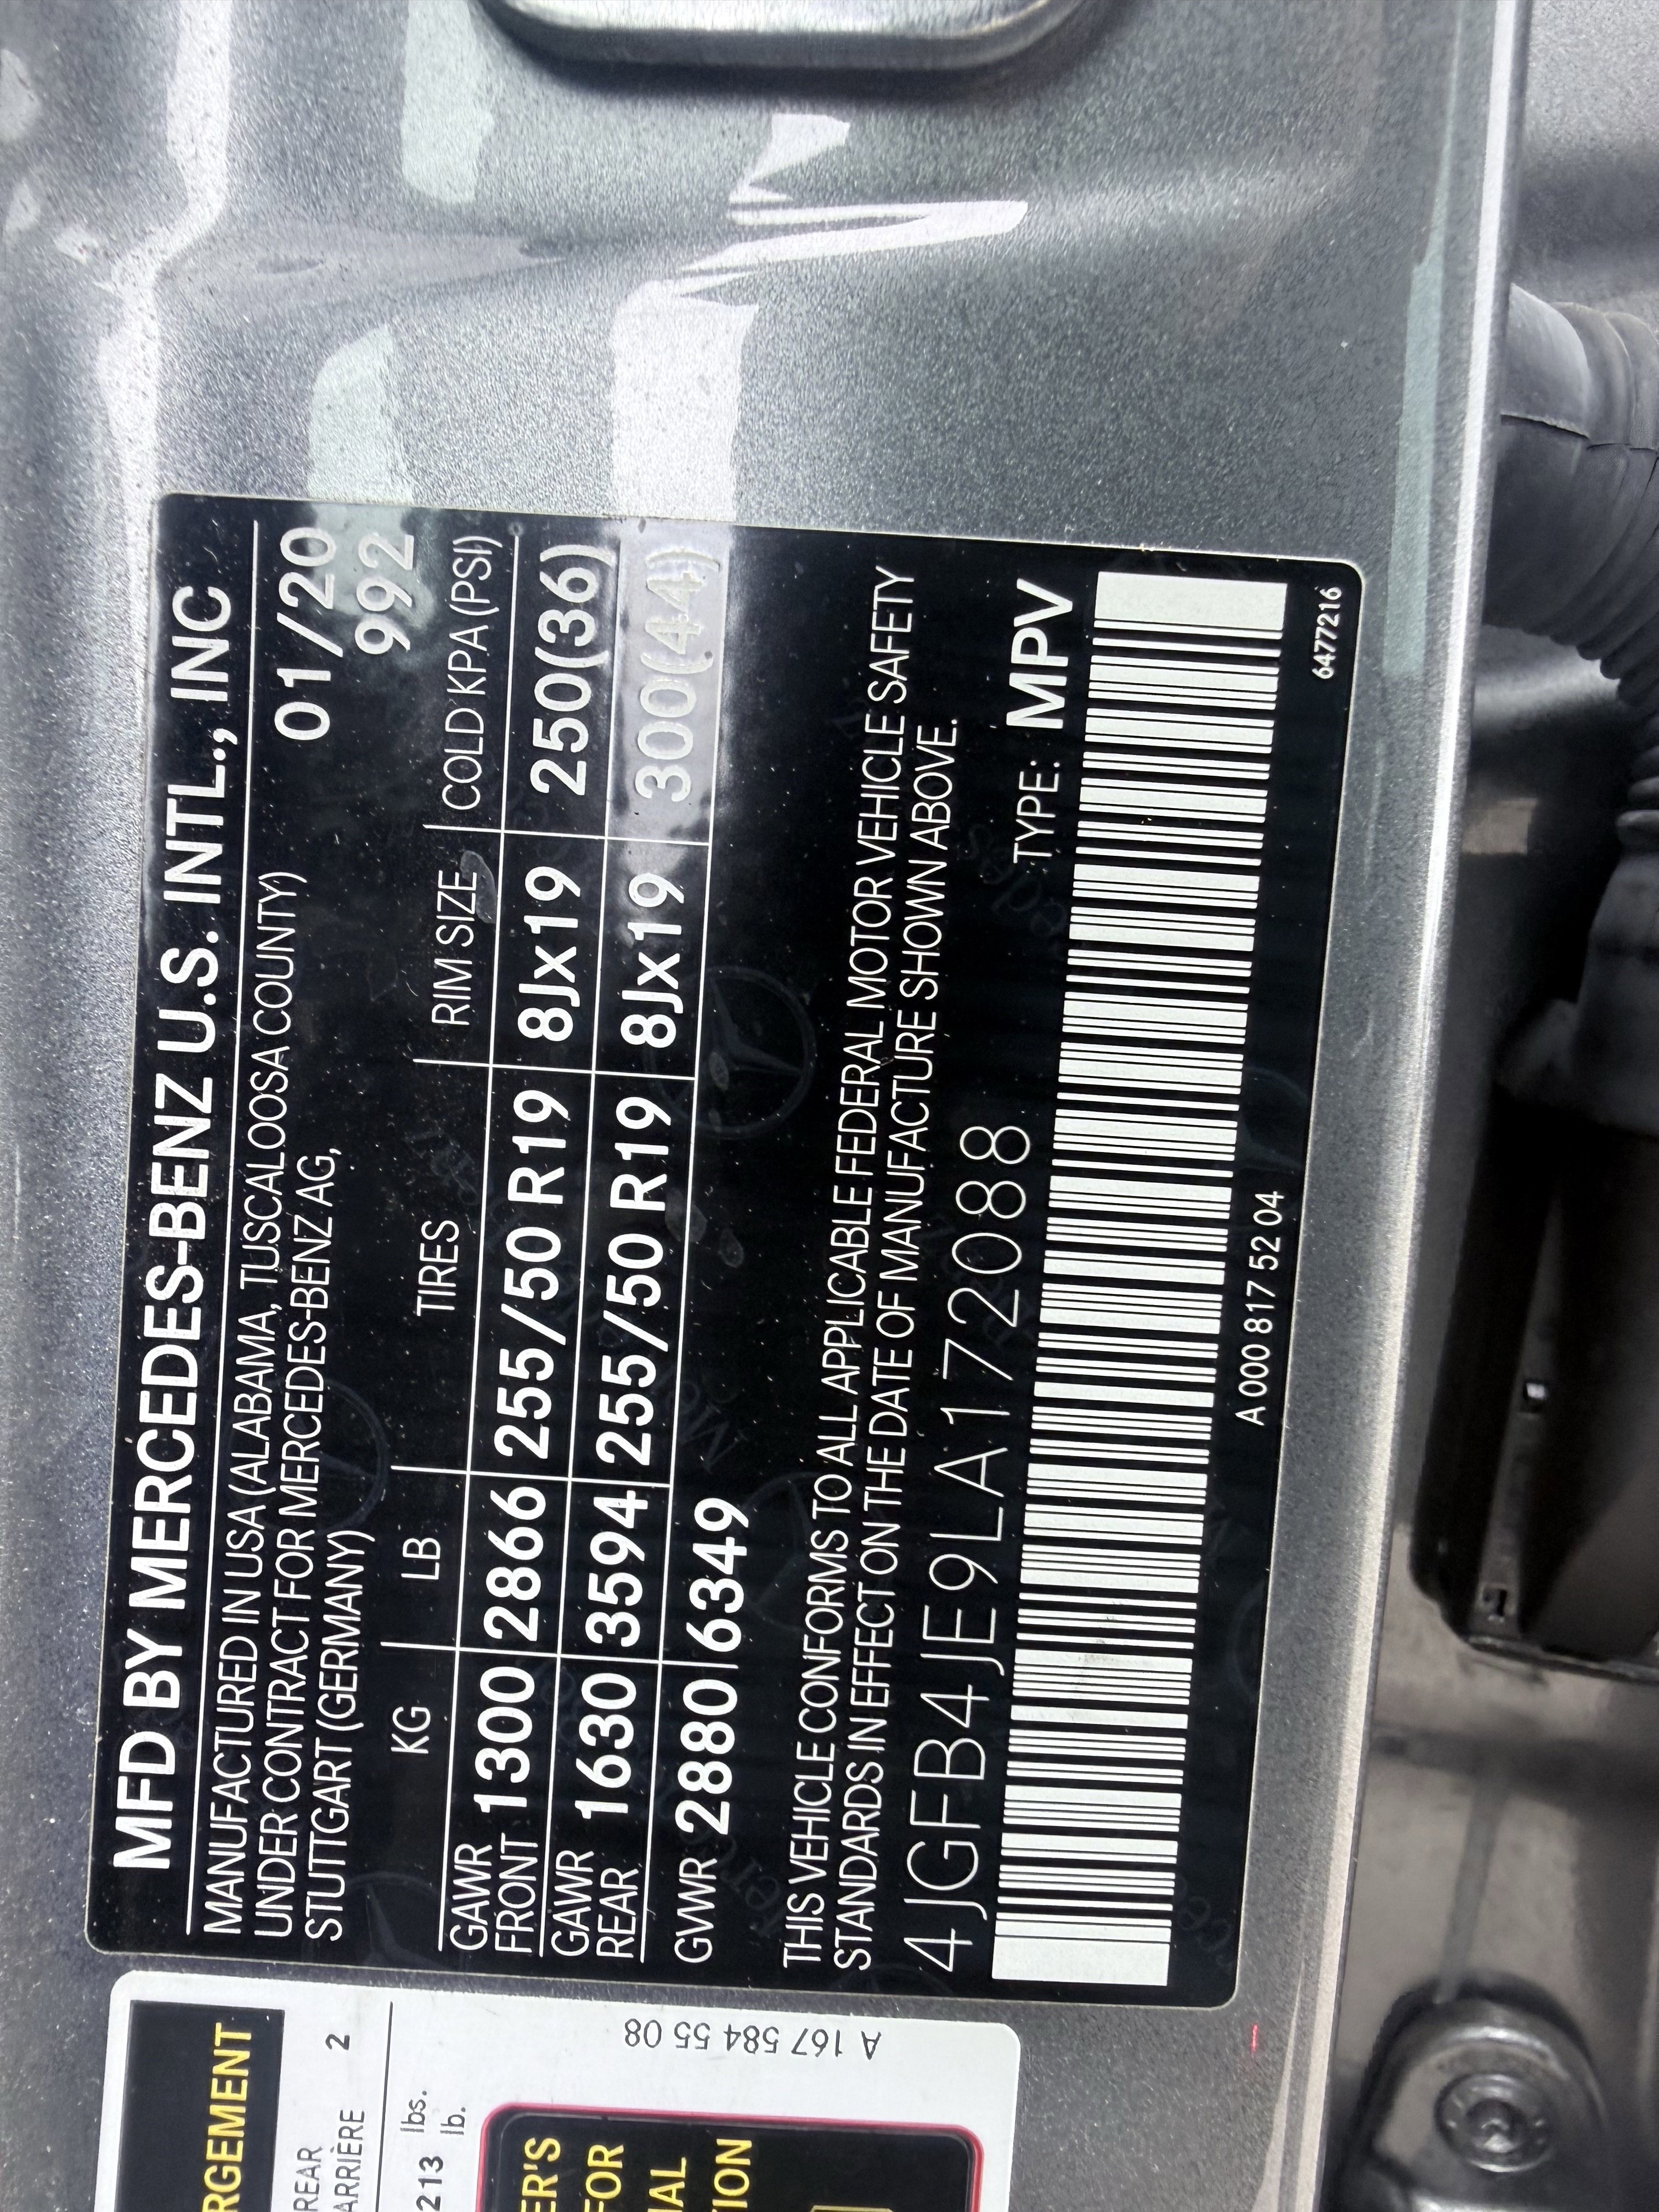 MFD BY MERCEDES-BENZ U.S. INTL., INC
MANUFACTURED IN USA (ALABAMA, TUSCALOOSA COUNTY) 01/20
UNDER CONTRACT FOR MERCEDES-BENZ AG, 992
STUTTGART (GERMANY)
KG LB TIRES RIM SIZE COLD KPA (PSI)
GAWR FRONT 1300 2866 255/50 R19 8Jx19 250(36)
GAWR REAR 1630 3594 255/50 R19 8Jx19 300(44)
GVWR 2880 6349
THIS VEHICLE CONFORMS TO ALL APPLICABLE FEDERAL MOTOR VEHICLE SAFETY
STANDARDS IN EFFECT ON THE DATE OF MANUFACTURE SHOWN ABOVE.
4JGFB4JE9LA172088 TYPE: MPV
A 000 817 52 04
6477216
RGEMENT
REAR
ARRIÈRE 2
213 lbs.
lb.
ER'S
FOR
TION
A 167 584 55 08